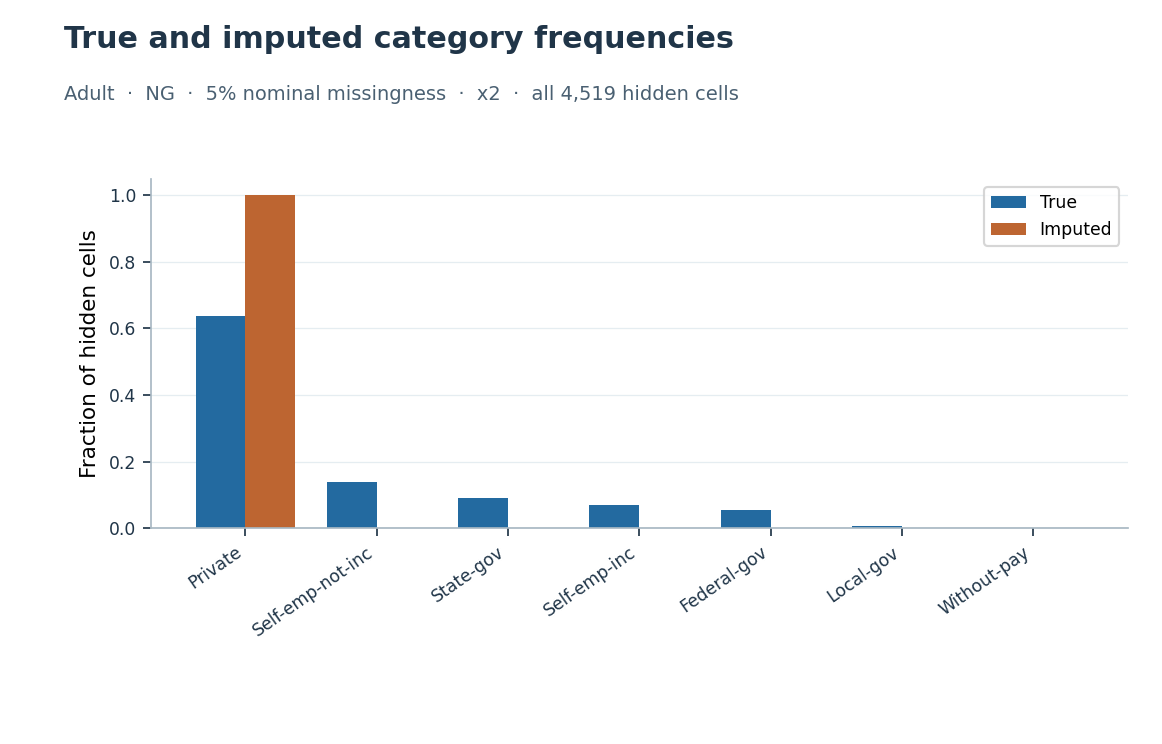 True and imputed category frequencies
Adult · NG · 5% nominal missingness · x2 · all 4,519 hidden cells
1.0
0.8
0.6
0.4
0.2
0.0
Fraction of hidden cells
True
Imputed
Private
Self-emp-not-inc
State-gov
Self-emp-inc
Federal-gov
Local-gov
Without-pay